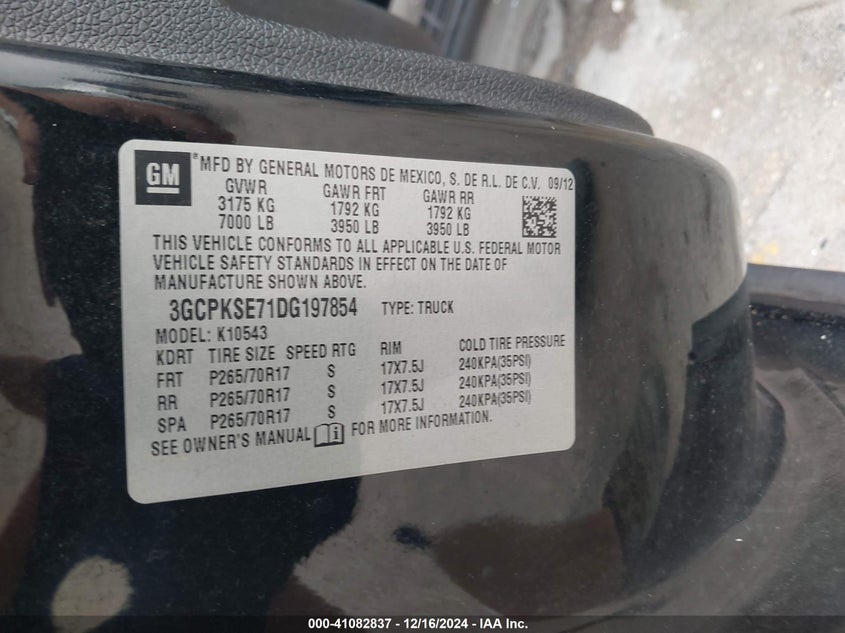 GM
®MFD BY GENERAL MOTORS DE MEXICO, S. DE R.L. DE C.V. 09/12
GVWR GAWR FRT GAWR RR
3175 KG 1792 KG 1792 KG
7000 LB 3950 LB 3950 LB
THIS VEHICLE CONFORMS TO ALL APPLICABLE U.S. FEDERAL MOTOR
VEHICLE SAFETY STANDARDS IN EFFECT ON THE DATE OF
MANUFACTURE SHOWN ABOVE.
3GCPKSE71DG197854 TYPE: TRUCK
MODEL: K10543
KDRT TIRE SIZE SPEED RTG RIM COLD TIRE PRESSURE
FRT P265/70R17 S 17X7.5J 240KPA(35PSI)
RR P265/70R17 S 17X7.5J 240KPA(35PSI)
SPA P265/70R17 S 17X7.5J 240KPA(35PSI)
SEE OWNER'S MANUAL i FOR MORE INFORMATION.
000-41082837 - 12/16/2024 - IAA Inc.